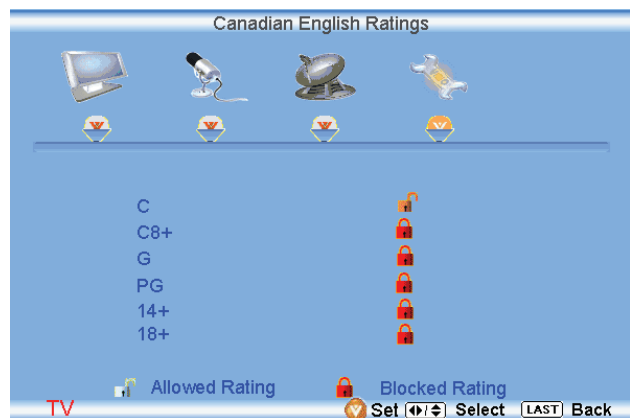 Canadian English Ratings
C
C8+
G
PG
14+
18+
Allowed Rating Blocked Rating
TV Set Select LAST Back